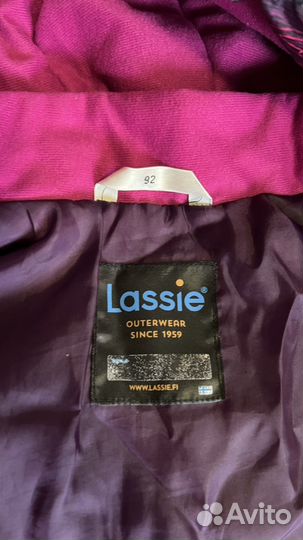 92
Lassie®
OUTERWEAR
SINCE 1959
WWW.LASSIE.FI
Avito